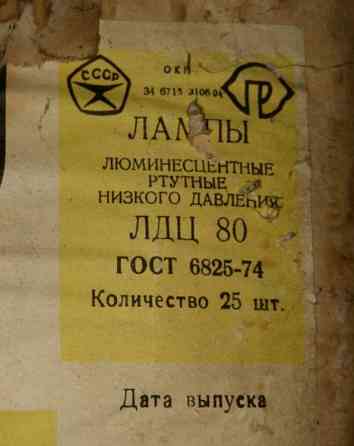 СССР
ОКП
34 6715 3106 04
ЛАМПЫ
ЛЮМИНЕСЦЕНТНЫЕ
РТУТНЫЕ
НИЗКОГО ДАВЛЕНИЯ
ЛДЦ 80
ГОСТ 6825-74
Количество 25 шт.
Дата выпуска